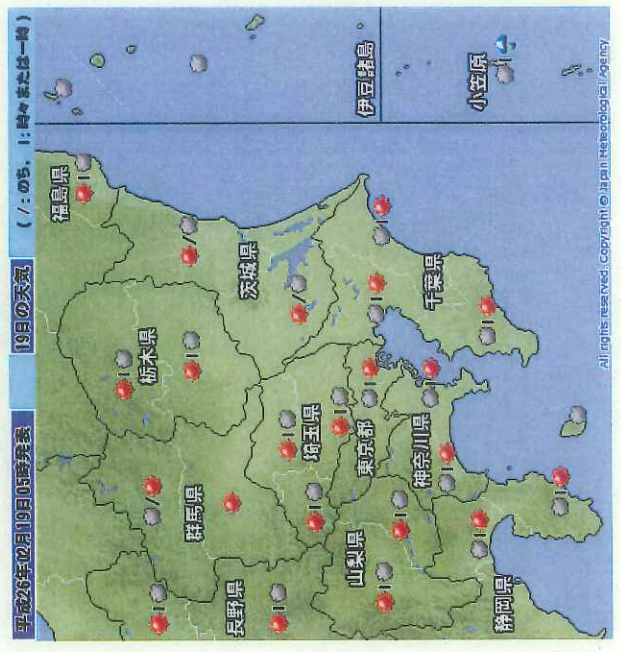 平成26年02月19日05時発表
19日の天気
( / : のち、 | : 時々または一時 )
福島県
栃木県
茨城県
群馬県
埼玉県
長野県
東京都
山梨県
千葉県
神奈川県
静岡県
伊豆諸島
小笠原
All rights reserved. Copyright © Japan Meteorological Agency